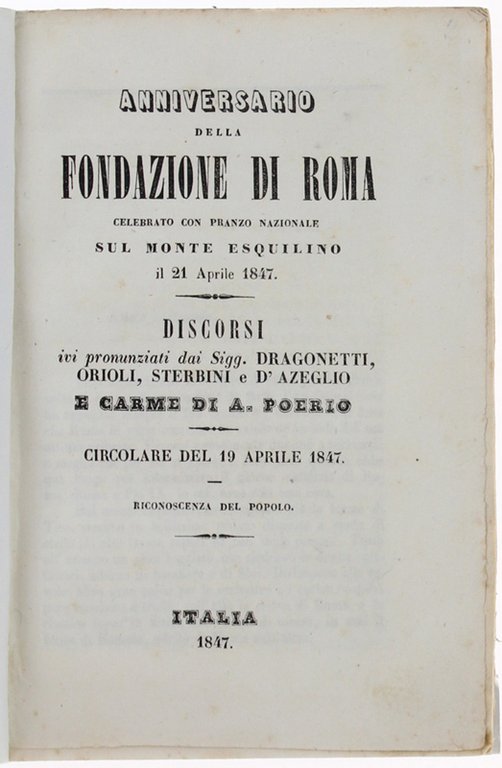 ANNIVERSARIO
DELLA
FONDAZIONE DI ROMA
CELEBRATO CON PRANZO NAZIONALE
SUL MONTE ESQUILINO
il 21 Aprile 1847.
DISCORSI
ivi pronunziati dai Sigg. DRAGONETTI,
ORIOLI, STERBINI e D'AZEGLIO
E CARME DI A. POERIO
CIRCOLARE DEL 19 APRILE 1847.
RICONOSCENZA DEL POPOLO.
ITALIA
1847.